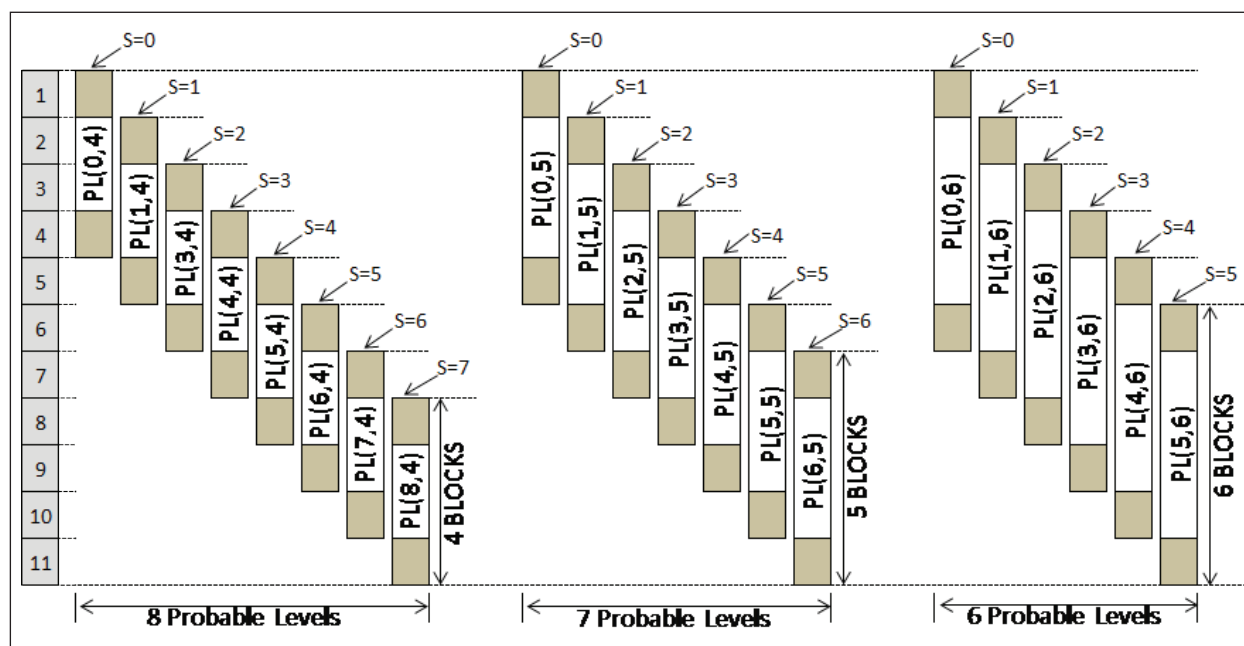 1
2
3
4
5
6
7
8
9
10
11
S=0
S=1
S=2
S=3
S=4
S=5
S=6
S=7
PL(0,4)
PL(1,4)
PL(3,4)
PL(4,4)
PL(5,4)
PL(6,4)
PL(7,4)
PL(8,4)
4 BLOCKS
8 Probable Levels
S=0
S=1
S=2
S=3
S=4
S=5
S=6
PL(0,5)
PL(1,5)
PL(2,5)
PL(3,5)
PL(4,5)
PL(5,5)
PL(6,5)
5 BLOCKS
7 Probable Levels
S=0
S=1
S=2
S=3
S=4
S=5
PL(0,6)
PL(1,6)
PL(2,6)
PL(3,6)
PL(4,6)
PL(5,6)
6 BLOCKS
6 Probable Levels